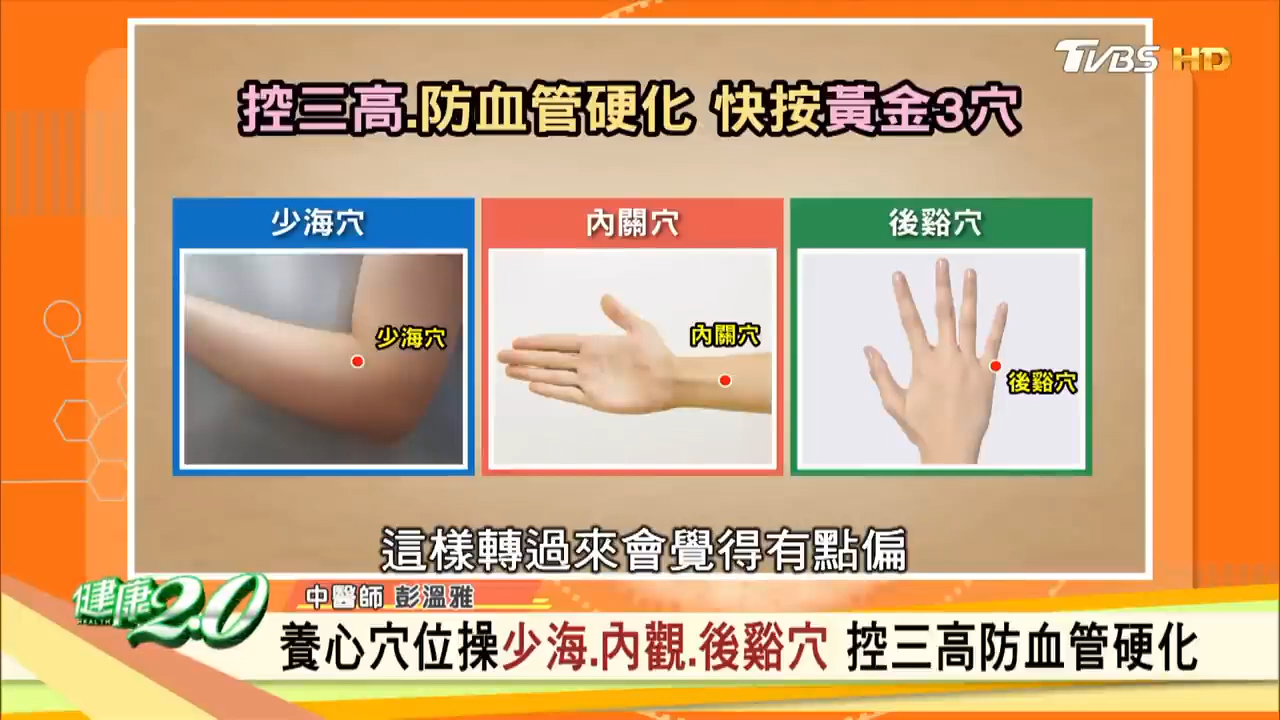 TVBS HD
控三高.防血管硬化 快按黃金3穴
少海穴
內關穴
後谿穴
少海穴
內關穴
後谿穴
這樣轉過來會覺得有點偏
健康2.0
HEALTH
中醫師 彭溫雅
養心穴位操少海.內觀.後谿穴 控三高防血管硬化